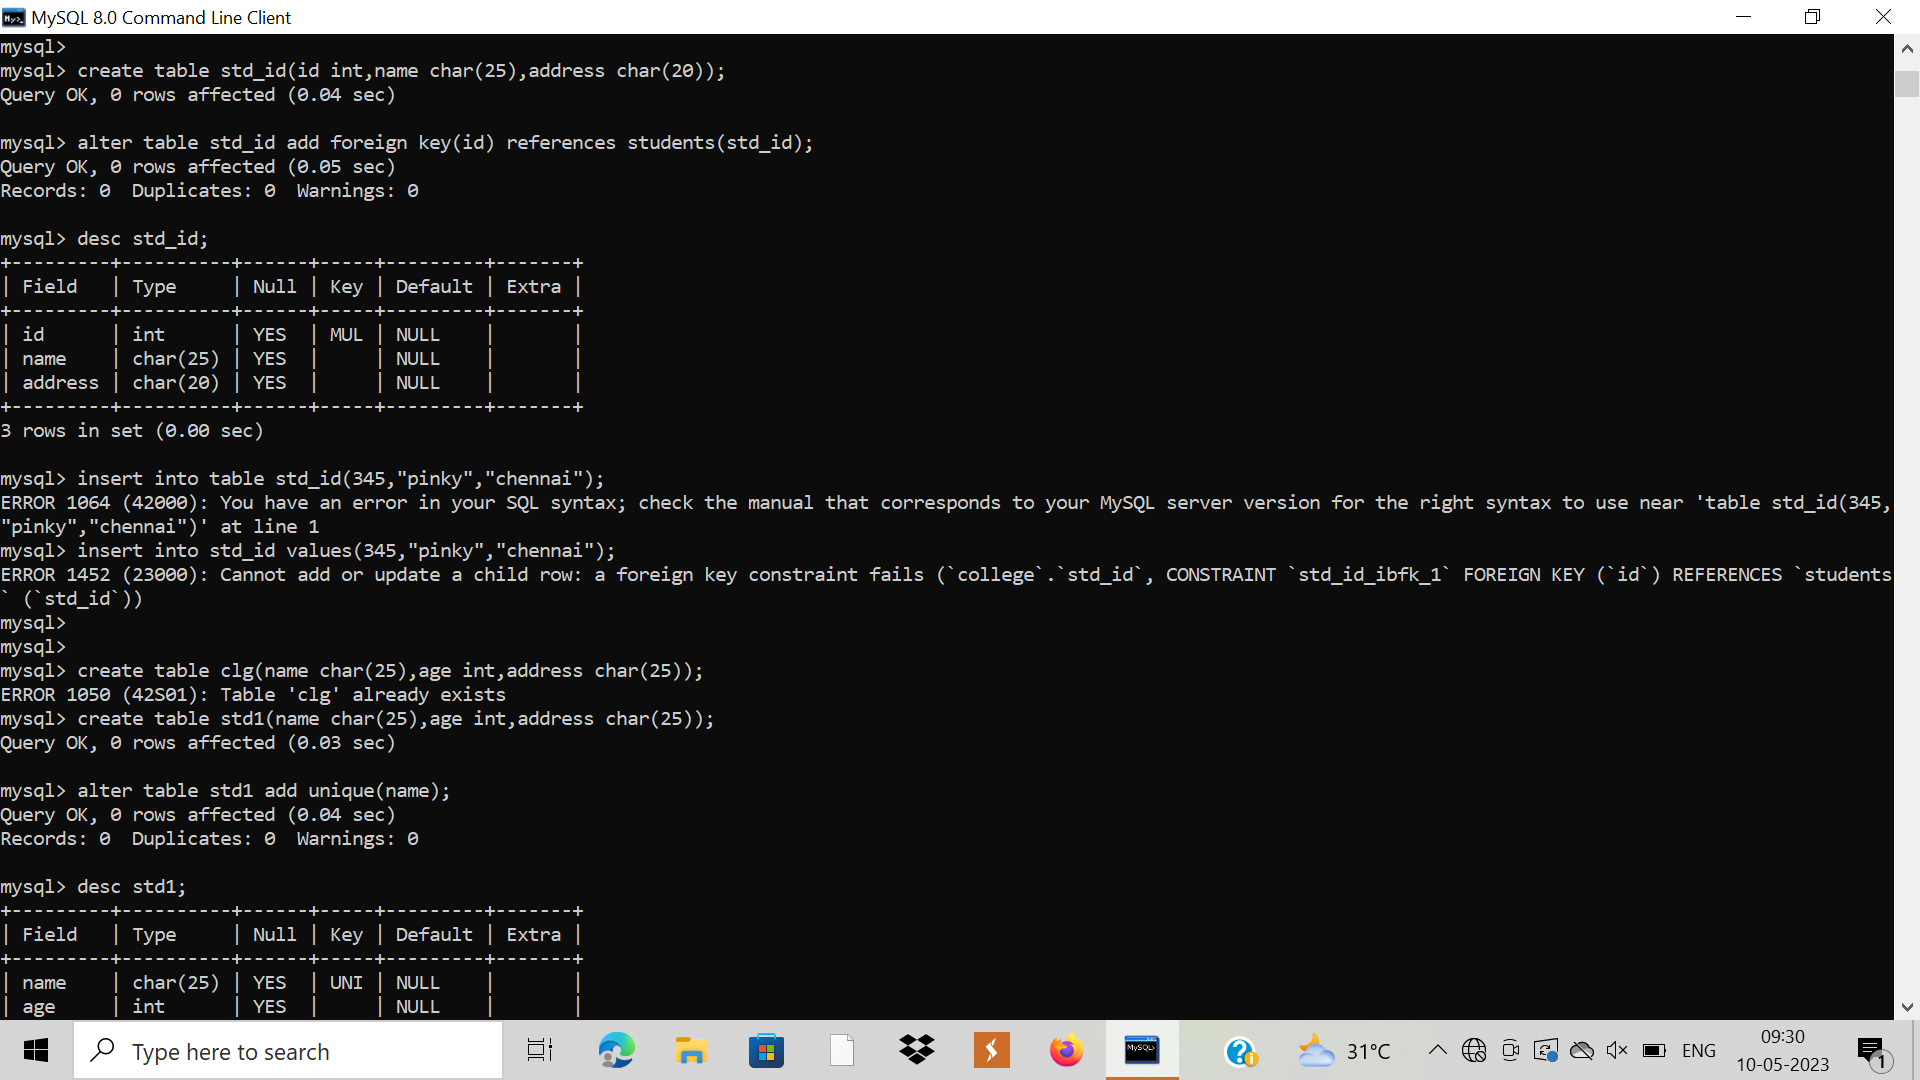 MySQL 8.0 Command Line Client
mysql>
mysql> create table std_id(id int,name char(25),address char(20));
Query OK, 0 rows affected (0.04 sec)
mysql> alter table std_id add foreign key(id) references students(std_id);
Query OK, 0 rows affected (0.05 sec)
Records: 0  Duplicates: 0  Warnings: 0
mysql> desc std_id;
+---------+----------+------+-----+---------+-------+
| Field   | Type     | Null | Key | Default | Extra |
+---------+----------+------+-----+---------+-------+
| id      | int      | YES  | MUL | NULL    |       |
| name    | char(25) | YES  |     | NULL    |       |
| address | char(20) | YES  |     | NULL    |       |
+---------+----------+------+-----+---------+-------+
3 rows in set (0.00 sec)
mysql> insert into table std_id(345,"pinky","chennai");
ERROR 1064 (42000): You have an error in your SQL syntax; check the manual that corresponds to your MySQL server version for the right syntax to use near 'table std_id(345,
"pinky","chennai")' at line 1
mysql> insert into std_id values(345,"pinky","chennai");
ERROR 1452 (23000): Cannot add or update a child row: a foreign key constraint fails (`college`.`std_id`, CONSTRAINT `std_id_ibfk_1` FOREIGN KEY (`id`) REFERENCES `students
` (`std_id`))
mysql>
mysql>
mysql> create table clg(name char(25),age int,address char(25));
ERROR 1050 (42S01): Table 'clg' already exists
mysql> create table std1(name char(25),age int,address char(25));
Query OK, 0 rows affected (0.03 sec)
mysql> alter table std1 add unique(name);
Query OK, 0 rows affected (0.04 sec)
Records: 0  Duplicates: 0  Warnings: 0
mysql> desc std1;
+---------+----------+------+-----+---------+-------+
| Field   | Type     | Null | Key | Default | Extra |
+---------+----------+------+-----+---------+-------+
| name    | char(25) | YES  | UNI | NULL    |       |
| age     | int      | YES  |     | NULL    |       |
Type here to search
MySQL>
31°C
ENG
09:30
10-05-2023
1